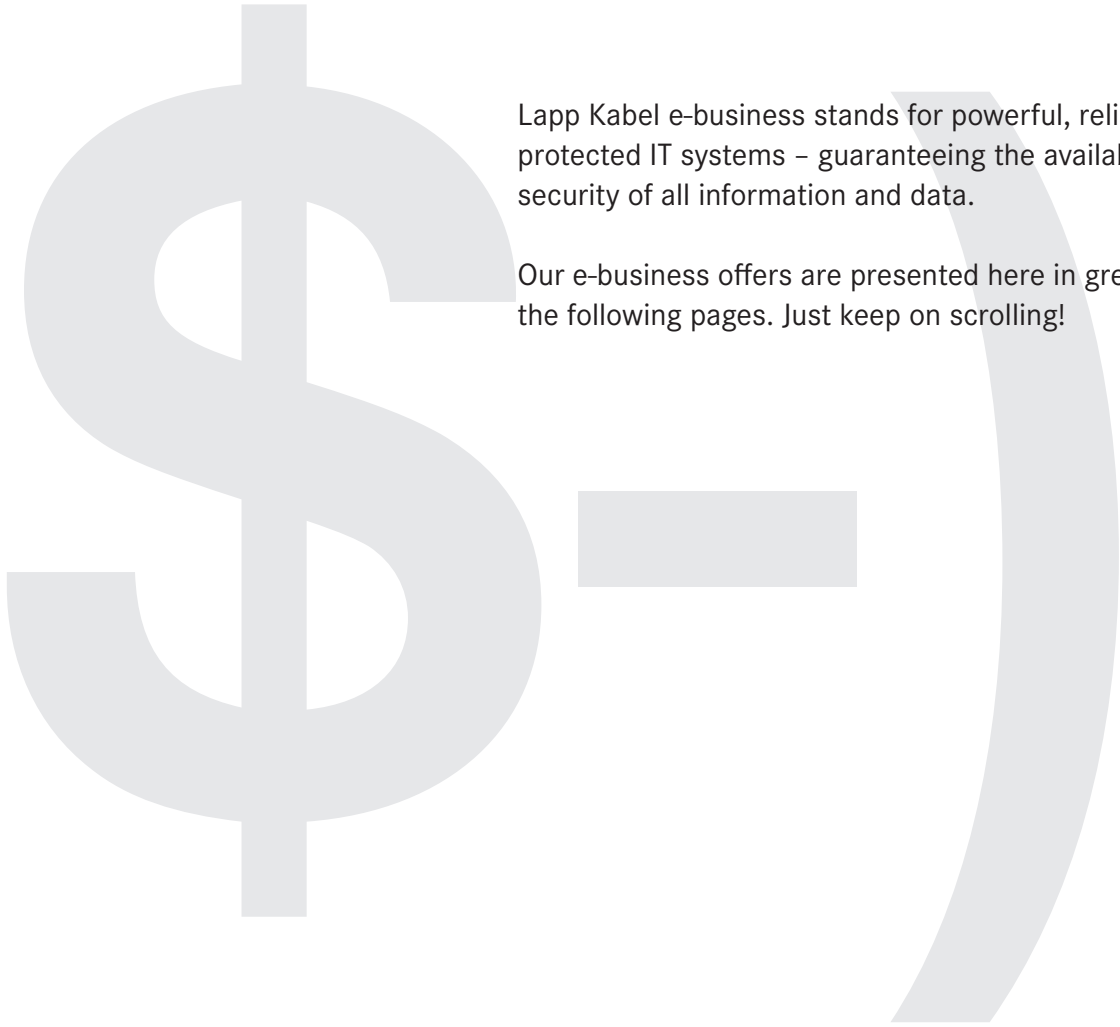 Lapp Kabel e-business stands for powerful, reli
protected IT systems – guaranteeing the availa
security of all information and data.
Our e-business offers are presented here in gre
the following pages. Just keep on scrolling!
$-)